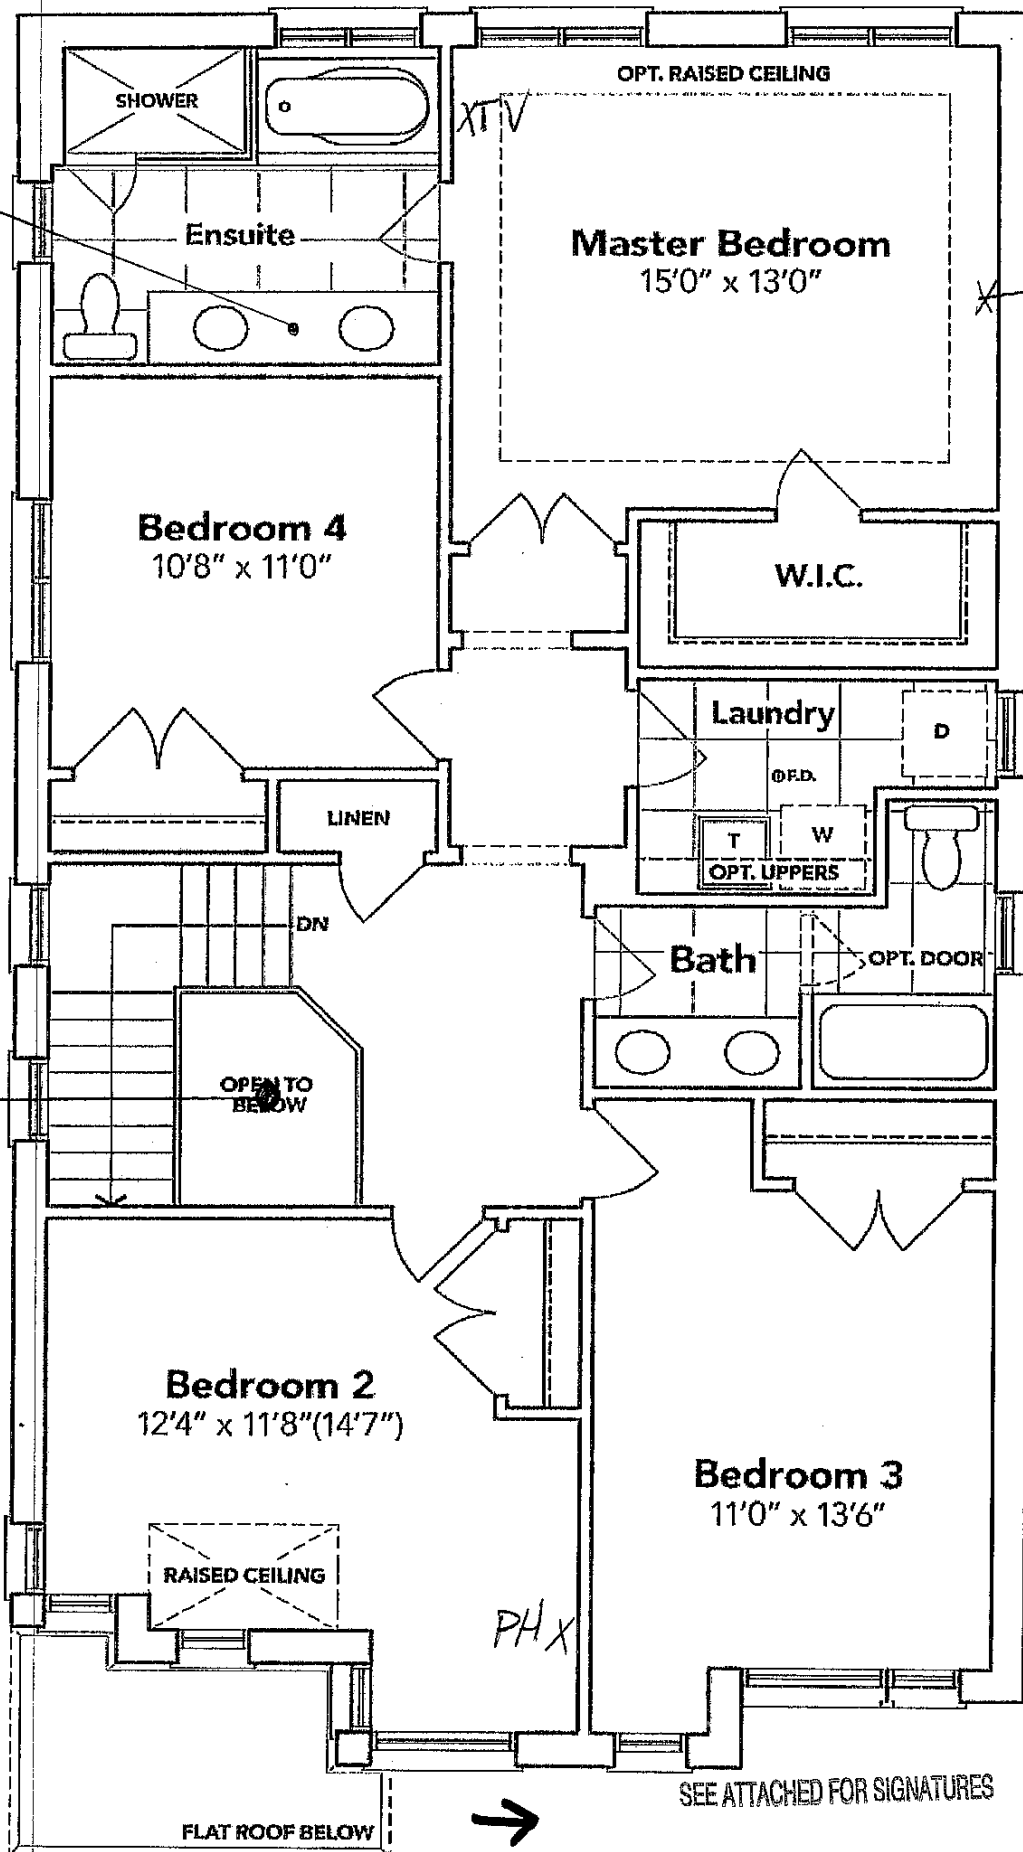 OPT. RAISED CEILING
SHOWER
XTV
Ensuite
Master Bedroom
15'0" x 13'0"
X
Bedroom 4
10'8" x 11'0"
W.I.C.
Laundry
D
F.D.
LINEN
T
W
OPT. UPPERS
DN
Bath
OPT. DOOR
OPEN TO
BELOW
Bedroom 2
12'4" x 11'8"(14'7")
Bedroom 3
11'0" x 13'6"
RAISED CEILING
PH X
SEE ATTACHED FOR SIGNATURES
FLAT ROOF BELOW